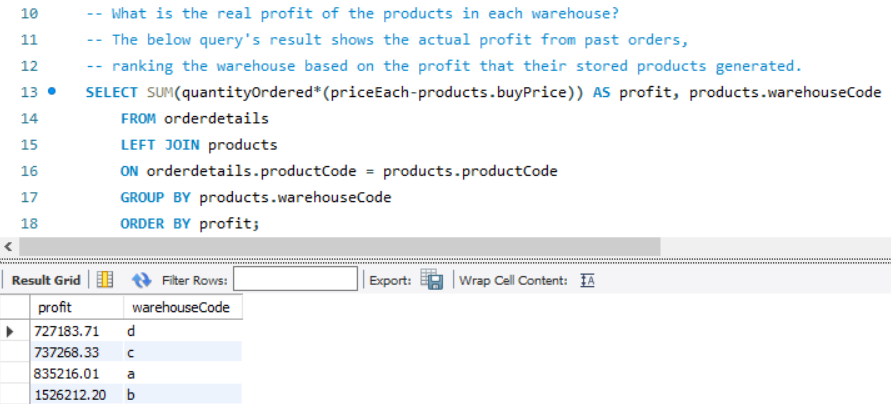 10 -- What is the real profit of the products in each warehouse?
11 -- The below query's result shows the actual profit from past orders,
12 -- ranking the warehouse based on the profit that their stored products generated.
13 SELECT SUM(quantityOrdered*(priceEach-products.buyPrice)) AS profit, products.warehouseCode
14 FROM orderdetails
15 LEFT JOIN products
16 ON orderdetails.productCode = products.productCode
17 GROUP BY products.warehouseCode
18 ORDER BY profit;
Result Grid Filter Rows: Export: Wrap Cell Content: IA
profit warehouseCode
727183.71 d
737268.33 c
835216.01 a
1526212.20 b